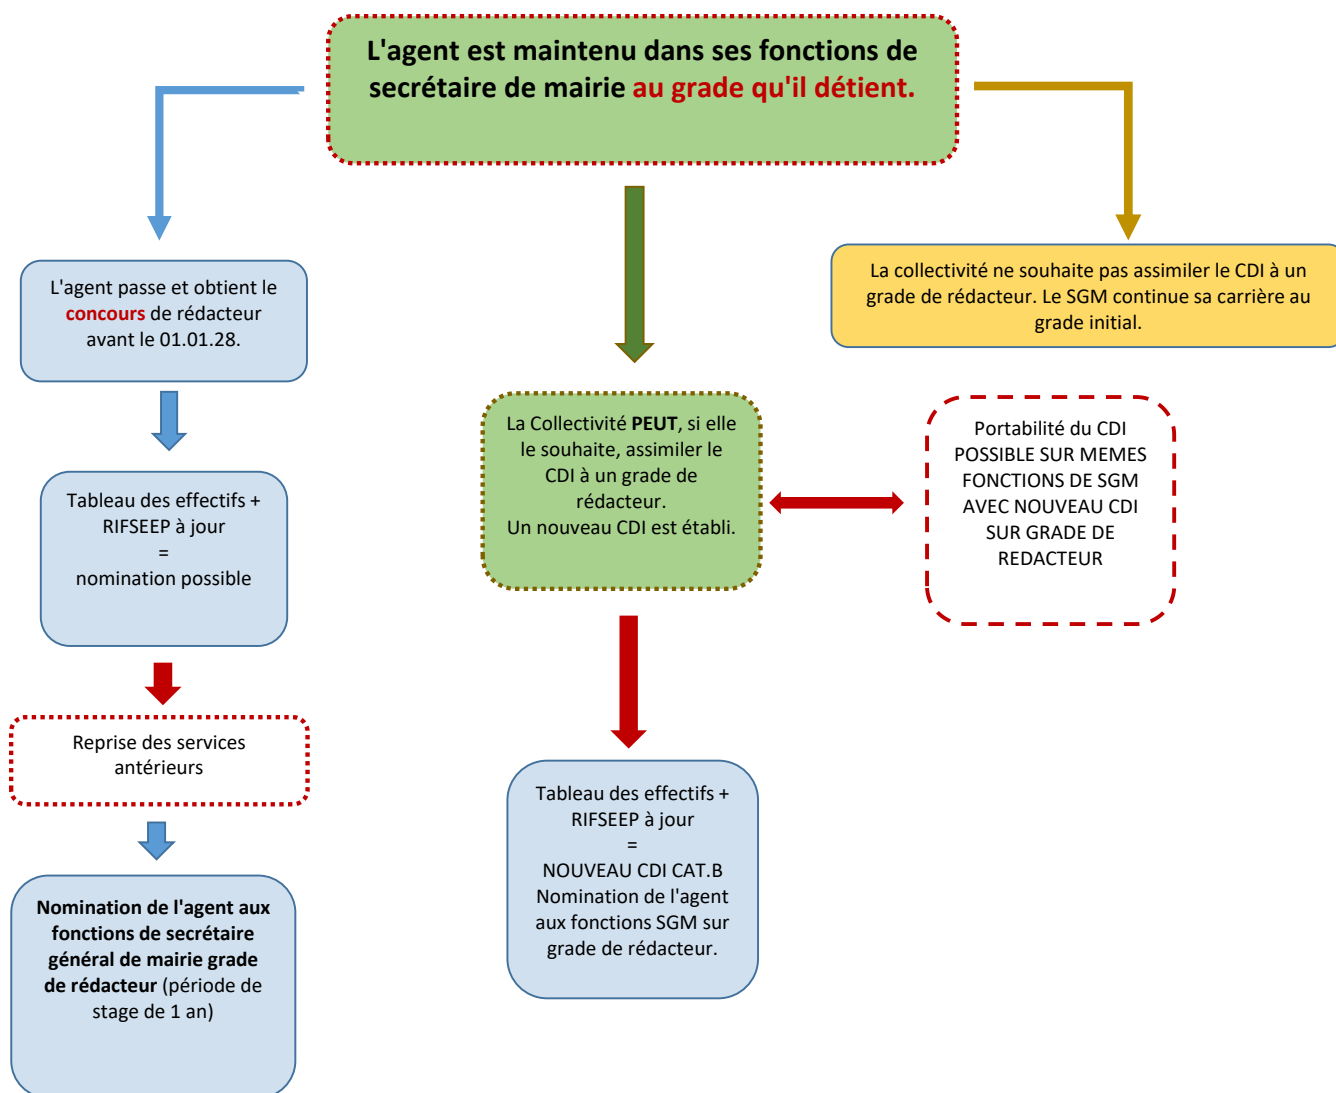 L'agent est maintenu dans ses fonctions de
secrétaire de mairie au grade qu'il détient.
L'agent passe et obtient le
concours de rédacteur
avant le 01.01.28.
Tableau des effectifs +
RIFSEEP à jour
=
nomination possible
Reprise des services
antérieurs
Nomination de l'agent aux
fonctions de secrétaire
général de mairie grade
de rédacteur (période de
stage de 1 an)
La Collectivité PEUT, si elle
le souhaite, assimiler le
CDI à un grade de
rédacteur.
Un nouveau CDI est établi.
Tableau des effectifs +
RIFSEEP à jour
=
NOUVEAU CDI CAT.B
Nomination de l'agent
aux fonctions SGM sur
grade de rédacteur.
La collectivité ne souhaite pas assimiler le CDI à un
grade de rédacteur. Le SGM continue sa carrière au
grade initial.
Portabilité du CDI
POSSIBLE SUR MEMES
FONCTIONS DE SGM
AVEC NOUVEAU CDI
SUR GRADE DE
REDACTEUR